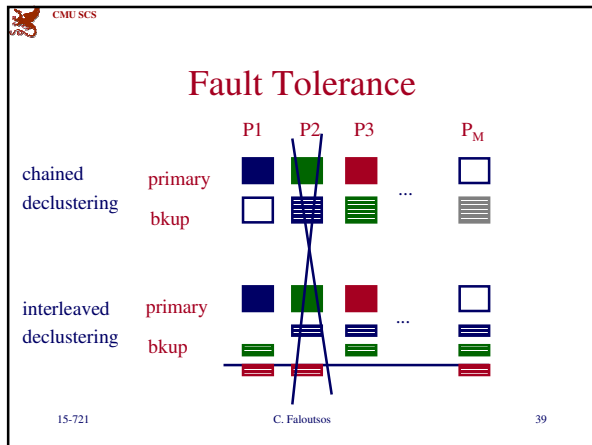 CMU SCS
Fault Tolerance
P1 P2 P3 PM
chained
declustering
primary
bkup
...
interleaved
declustering
primary
bkup
...
15-721 C. Faloutsos 39